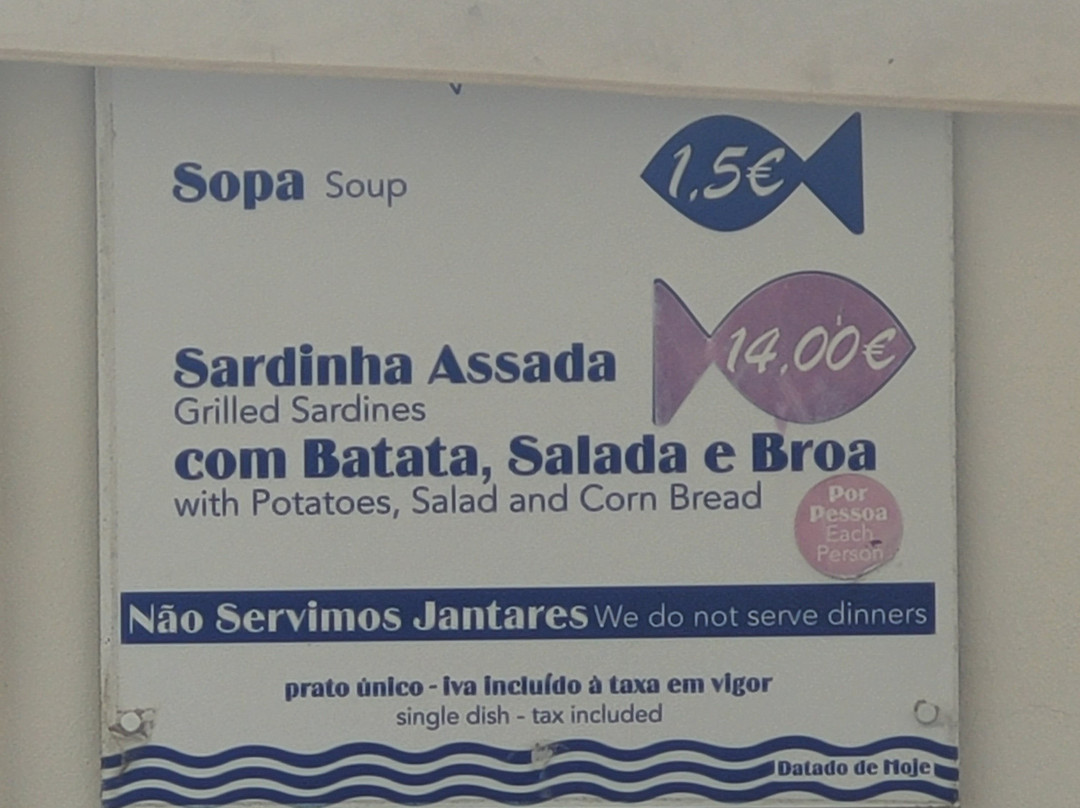 Sopa Soup 1,5€
14,00€
Sardinha Assada
Grilled Sardines
com Batata, Salada e Broa
with Potatoes, Salad and Corn Bread
Por
Pessoa
Each
Person
Não Servimos Jantares We do not serve dinners
prato único - iva incluído à taxa em vigor
single dish - tax included
Datado de Hoje